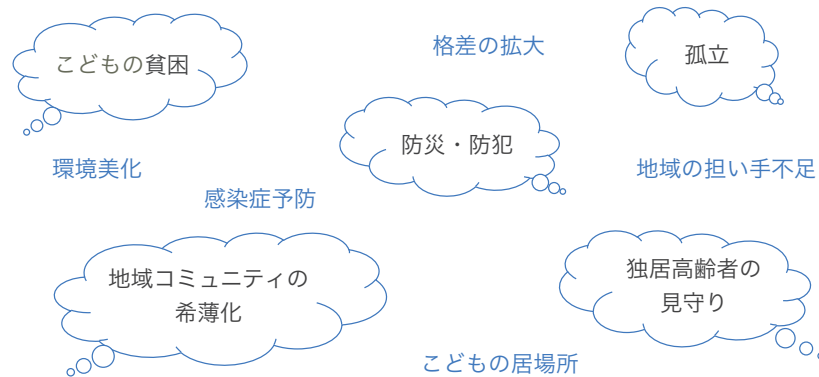 格差の拡大
孤立
こどもの貧困
防災・防犯
環境美化
地域の担い手不足
感染症予防
地域コミュニティの
希薄化
独居高齢者の
見守り
こどもの居場所